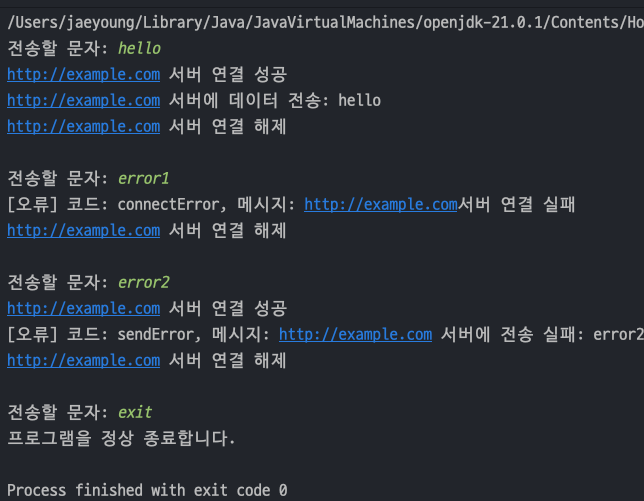 /Users/jaeyoung/Library/Java/JavaVirtualMachines/openjdk-21.0.1/Contents/Ho
전송할 문자: hello
http://example.com 서버 연결 성공
http://example.com 서버에 데이터 전송: hello
http://example.com 서버 연결 해제
전송할 문자: error1
[오류] 코드: connectError, 메시지: http://example.com서버 연결 실패
http://example.com 서버 연결 해제
전송할 문자: error2
http://example.com 서버 연결 성공
[오류] 코드: sendError, 메시지: http://example.com 서버에 전송 실패: error2
http://example.com 서버 연결 해제
전송할 문자: exit
프로그램을 정상 종료합니다.
Process finished with exit code 0